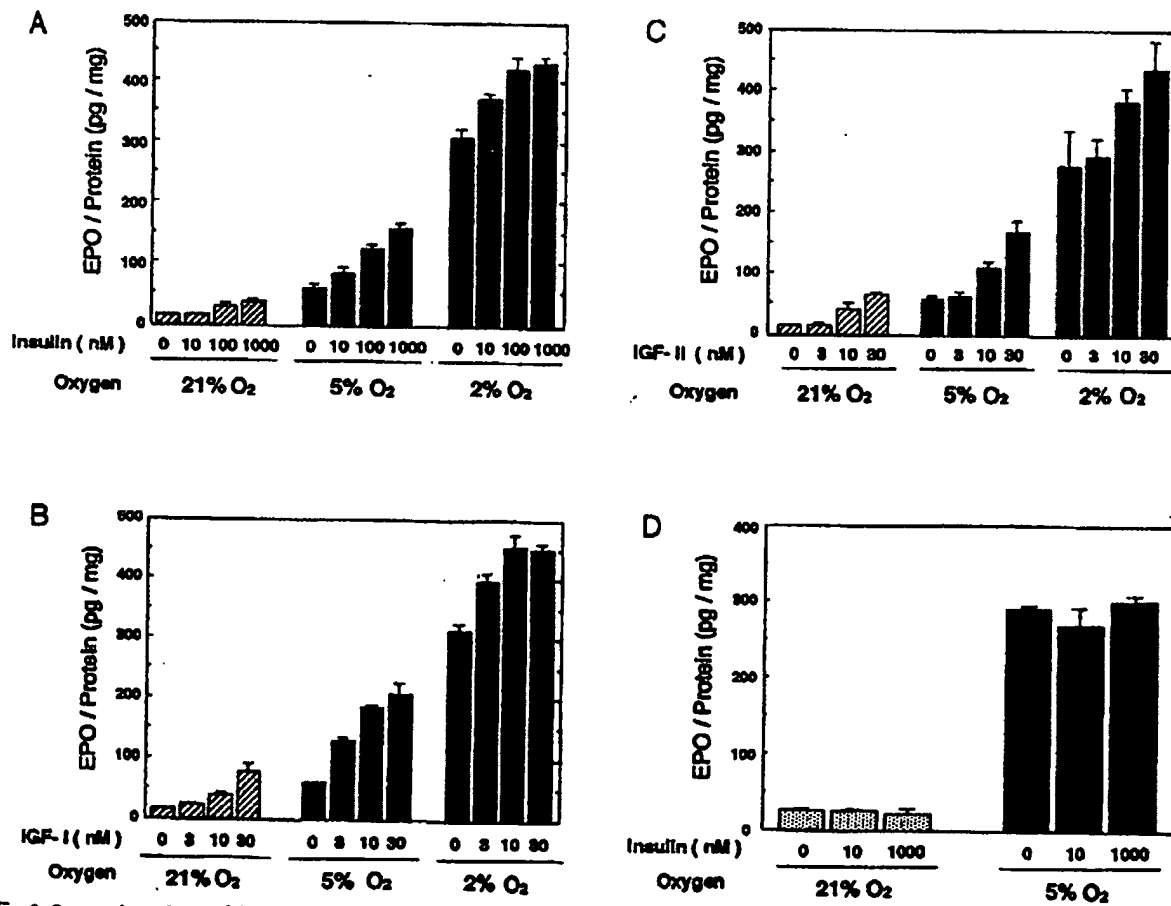 A
500
400
300
200
100
0
EPO / Protein (pg / mg)
Insulin ( nM )
0 10 100 1000 0 10 100 1000 0 10 100 1000
Oxygen
21% O₂ 5% O₂ 2% O₂
C
500
400
300
200
100
0
EPO / Protein (pg / mg)
IGF-II ( nM )
0 3 10 30 0 3 10 30 0 3 10 30
Oxygen
21% O₂ 5% O₂ 2% O₂
B
500
400
300
200
100
0
EPO / Protein (pg / mg)
IGF-I ( nM )
0 3 10 30 0 3 10 30 0 3 10 30
Oxygen
21% O₂ 5% O₂ 2% O₂
D
400
300
200
100
0
EPO / Protein (pg / mg)
Insulin ( nM )
0 10 1000 0 10 1000
Oxygen
21% O₂ 5% O₂